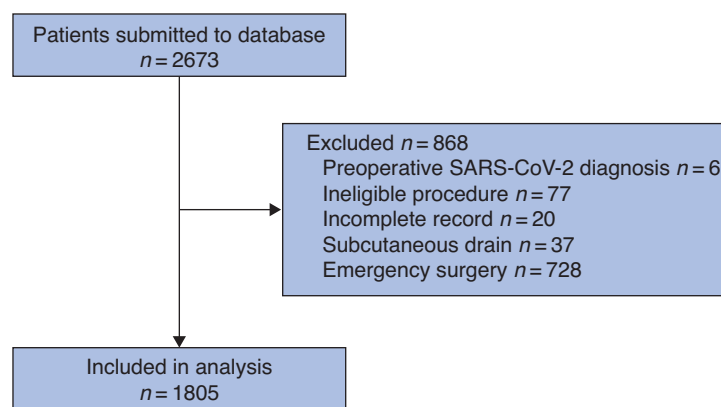 Patients submitted to database
n = 2673
Excluded n = 868
Preoperative SARS-CoV-2 diagnosis n = 6
Ineligible procedure n = 77
Incomplete record n = 20
Subcutaneous drain n = 37
Emergency surgery n = 728
Included in analysis
n = 1805